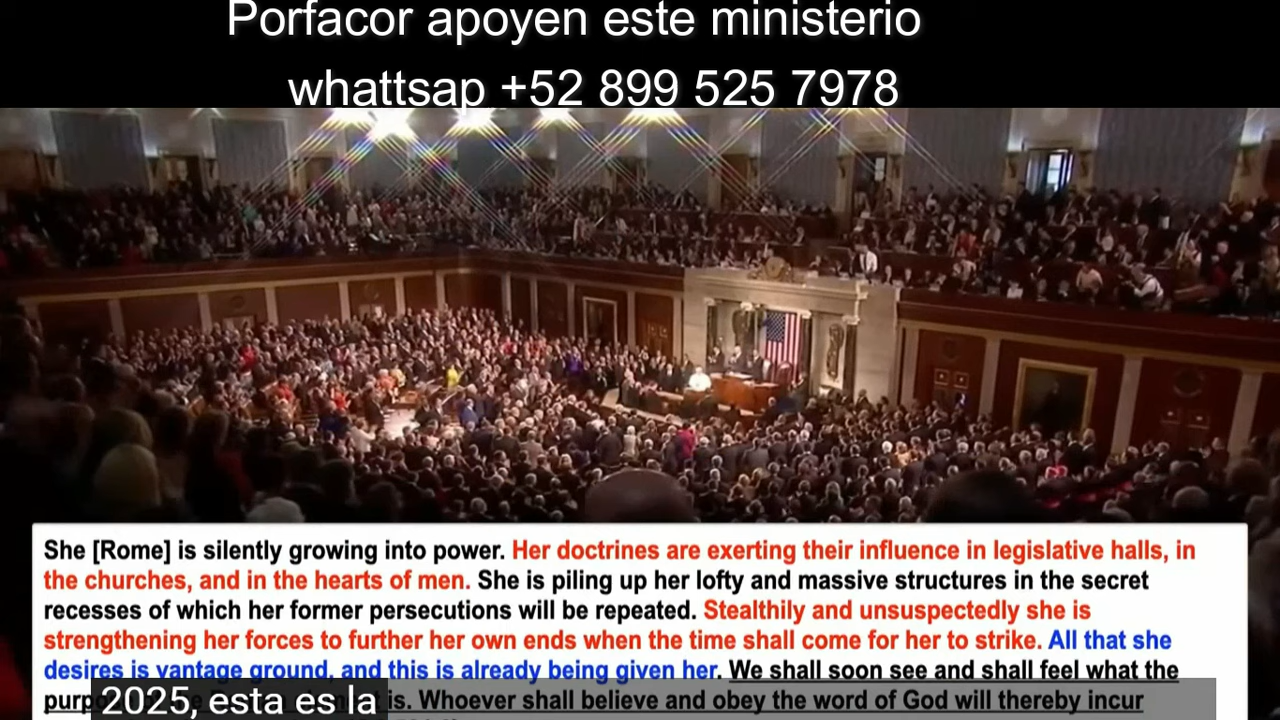 Porfacor apoyen este ministerio
whattsap +52 899 525 7978
She [Rome] is silently growing into power. Her doctrines are exerting their influence in legislative halls, in
the churches, and in the hearts of men. She is piling up her lofty and massive structures in the secret
recesses of which her former persecutions will be repeated. Stealthily and unsuspectedly she is
strengthening her forces to further her own ends when the time shall come for her to strike. All that she
desires is vantage ground, and this is already being given her. We shall soon see and shall feel what the
is. Whoever shall believe and obey the word of God will thereby incur
2025, esta es la